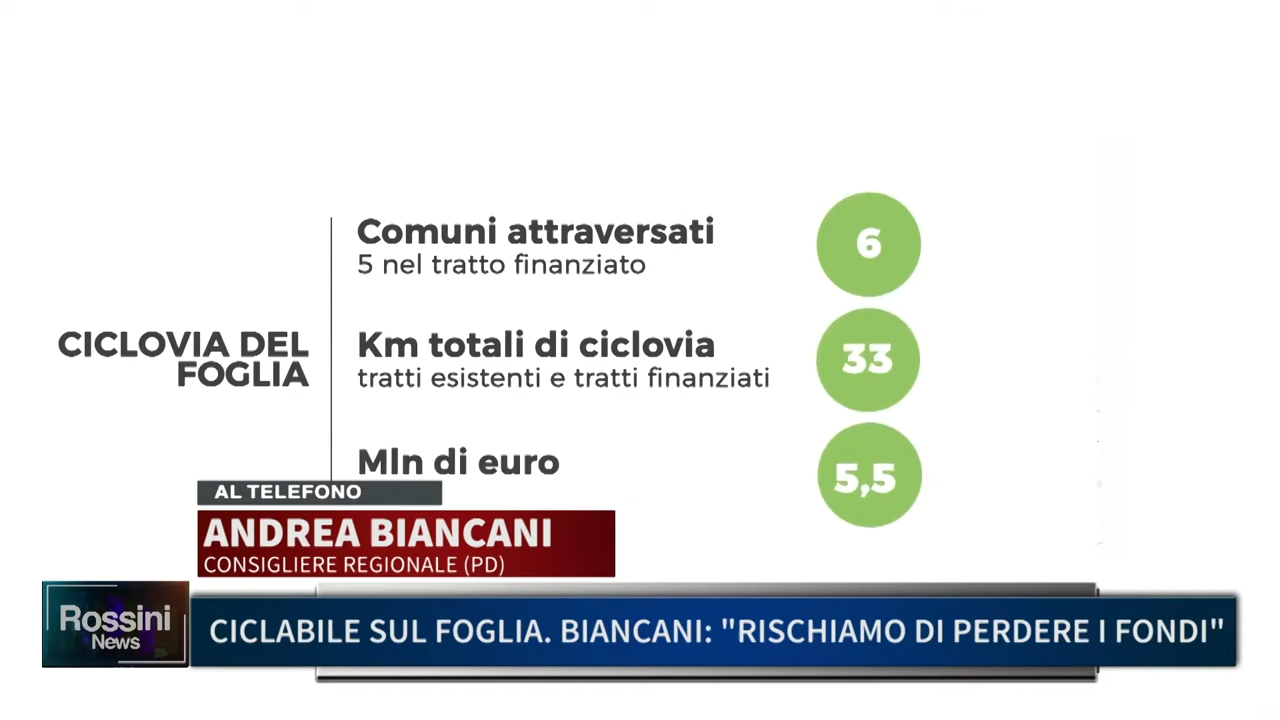 CICLOVIA DEL
FOGLIA
Comuni attraversati
5 nel tratto finanziato
6
Km totali di ciclovia
tratti esistenti e tratti finanziati
33
Mln di euro
5,5
AL TELEFONO
ANDREA BIANCANI
CONSIGLIERE REGIONALE (PD)
Rossini
News
CICLABILE SUL FOGLIA. BIANCANI: "RISCHIAMO DI PERDERE I FONDI"